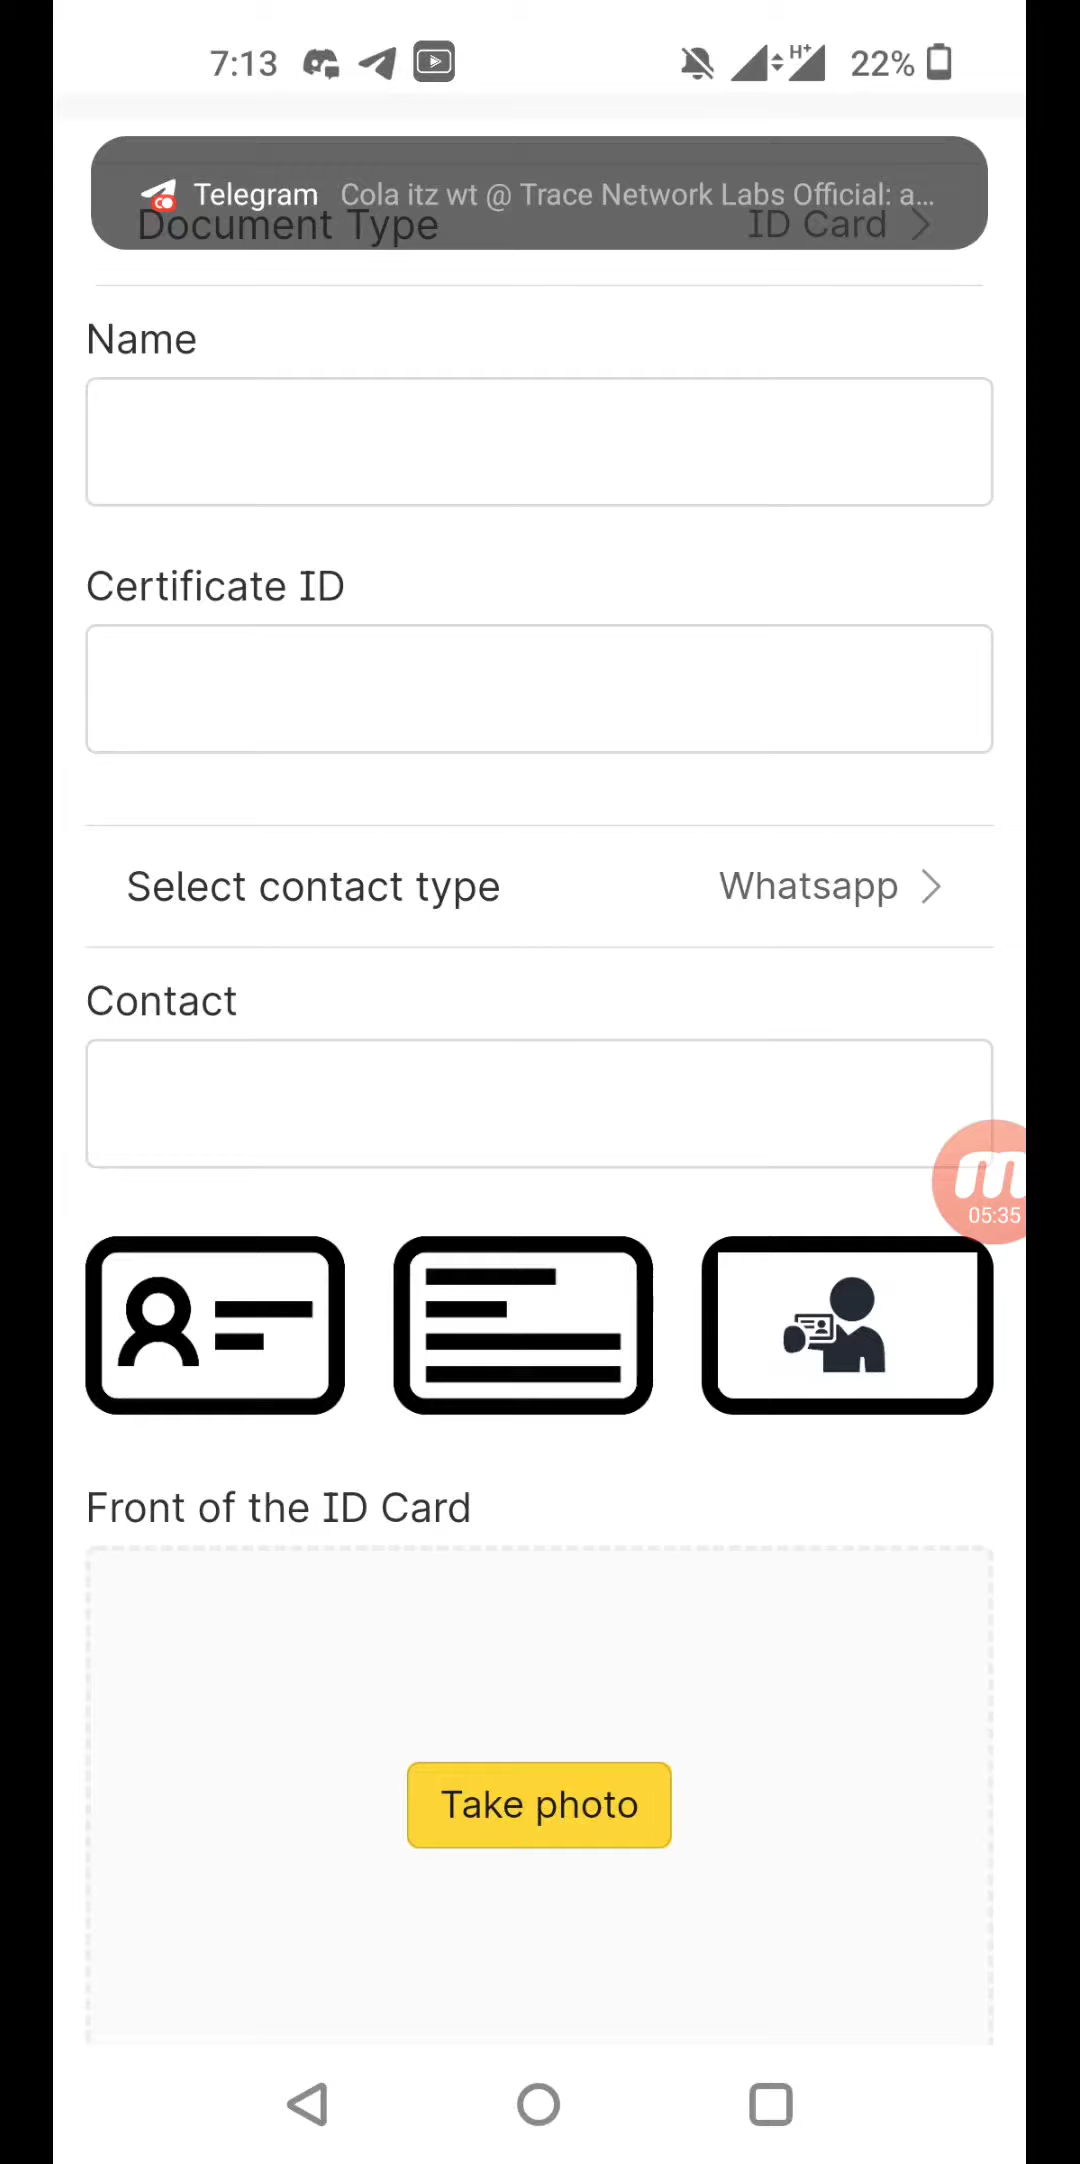 7:13 H+ 22%
Telegram Cola itz wt @ Trace Network Labs Official: a...
Document Type ID Card
Name
Certificate ID
Select contact type Whatsapp
Contact
m
05:35
Front of the ID Card
Take photo